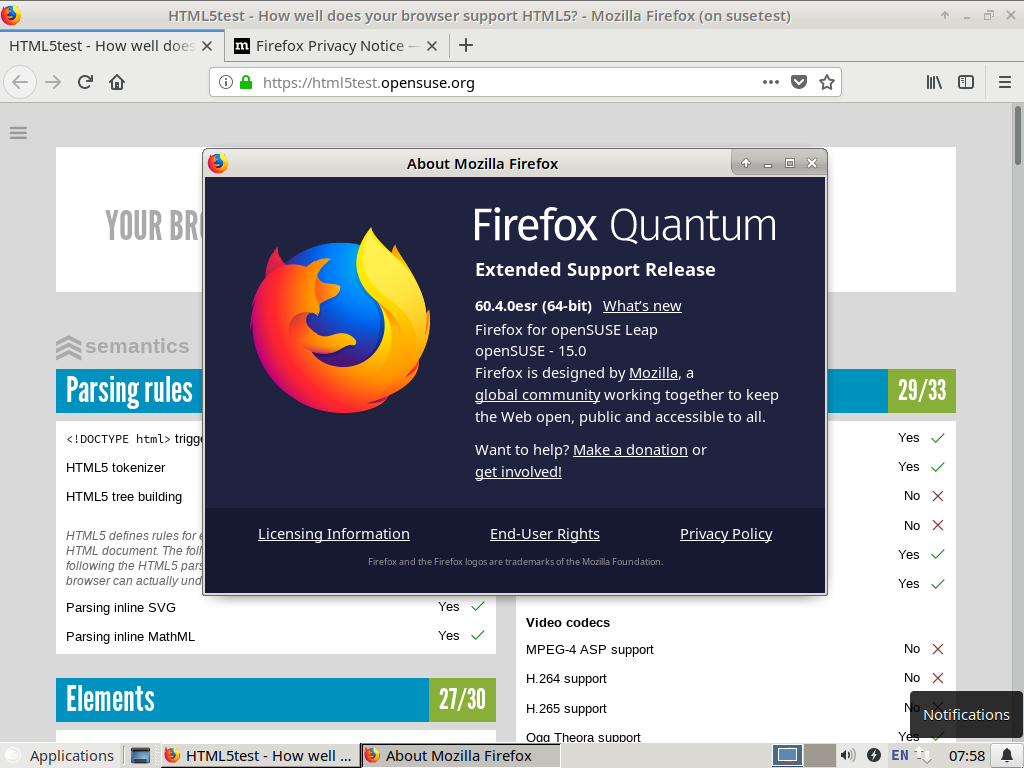 HTML5test - How well does your browser support HTML5? - Mozilla Firefox (on susetest)
HTML5test - How well does
Firefox Privacy Notice —
https://html5test.opensuse.org
About Mozilla Firefox
YOUR BRO
Firefox Quantum
Extended Support Release
60.4.0esr (64-bit) What's new
Firefox for openSUSE Leap
openSUSE - 15.0
Firefox is designed by Mozilla, a
global community working together to keep
the Web open, public and accessible to all.
Want to help? Make a donation or
get involved!
Licensing Information End-User Rights Privacy Policy
Firefox and the Firefox logos are trademarks of the Mozilla Foundation.
semantics
Parsing rules
<!DOCTYPE html> trigge
HTML5 tokenizer
HTML5 tree building
HTML5 defines rules for e
HTML document. The foll
following the HTML5 pars
browser can actually und
Parsing inline SVG Yes
Parsing inline MathML Yes
Elements 27/30
29/33
Yes
Yes
No
No
Yes
Yes
Video codecs
MPEG-4 ASP support No
H.264 support No
H.265 support No
Ogg Theora support Yes
Notifications
Applications
HTML5test - How well ...
About Mozilla Firefox
EN
07:58